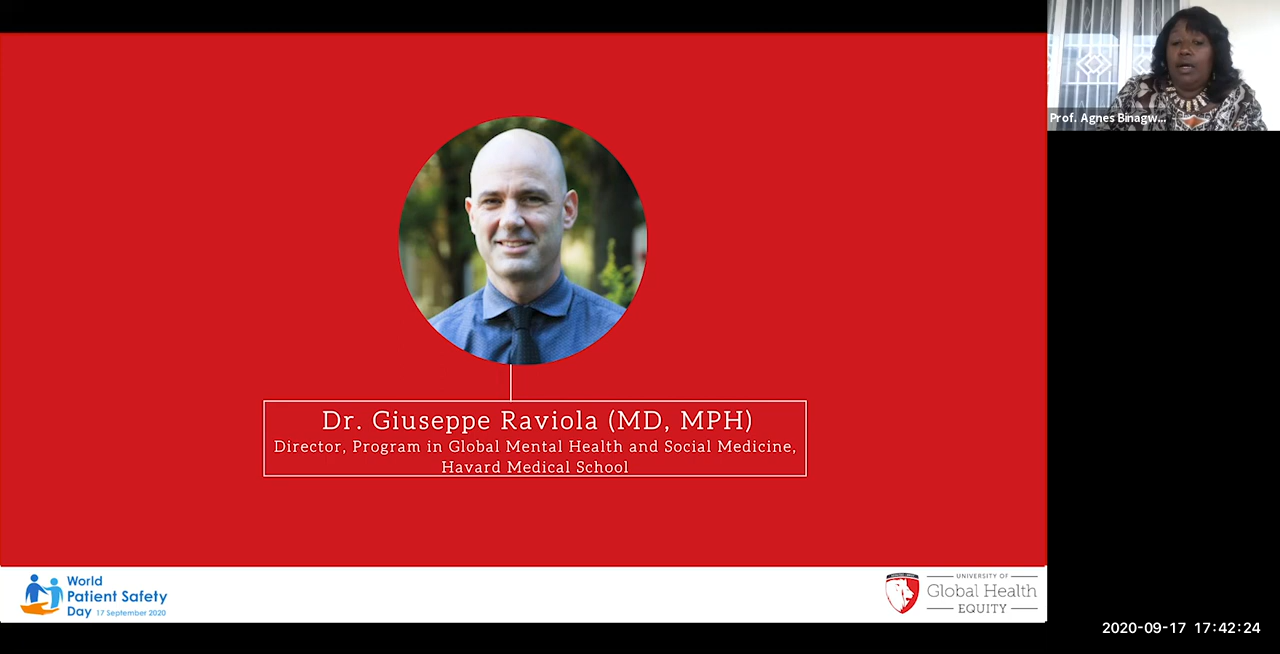 Prof. Agnes Binagw...
Dr. Giuseppe Raviola (MD, MPH)
Director, Program in Global Mental Health and Social Medicine,
Havard Medical School
World
Patient Safety
Day 17 September 2020
UNIVERSITY OF
Global Health
EQUITY
2020-09-17 17:42:24